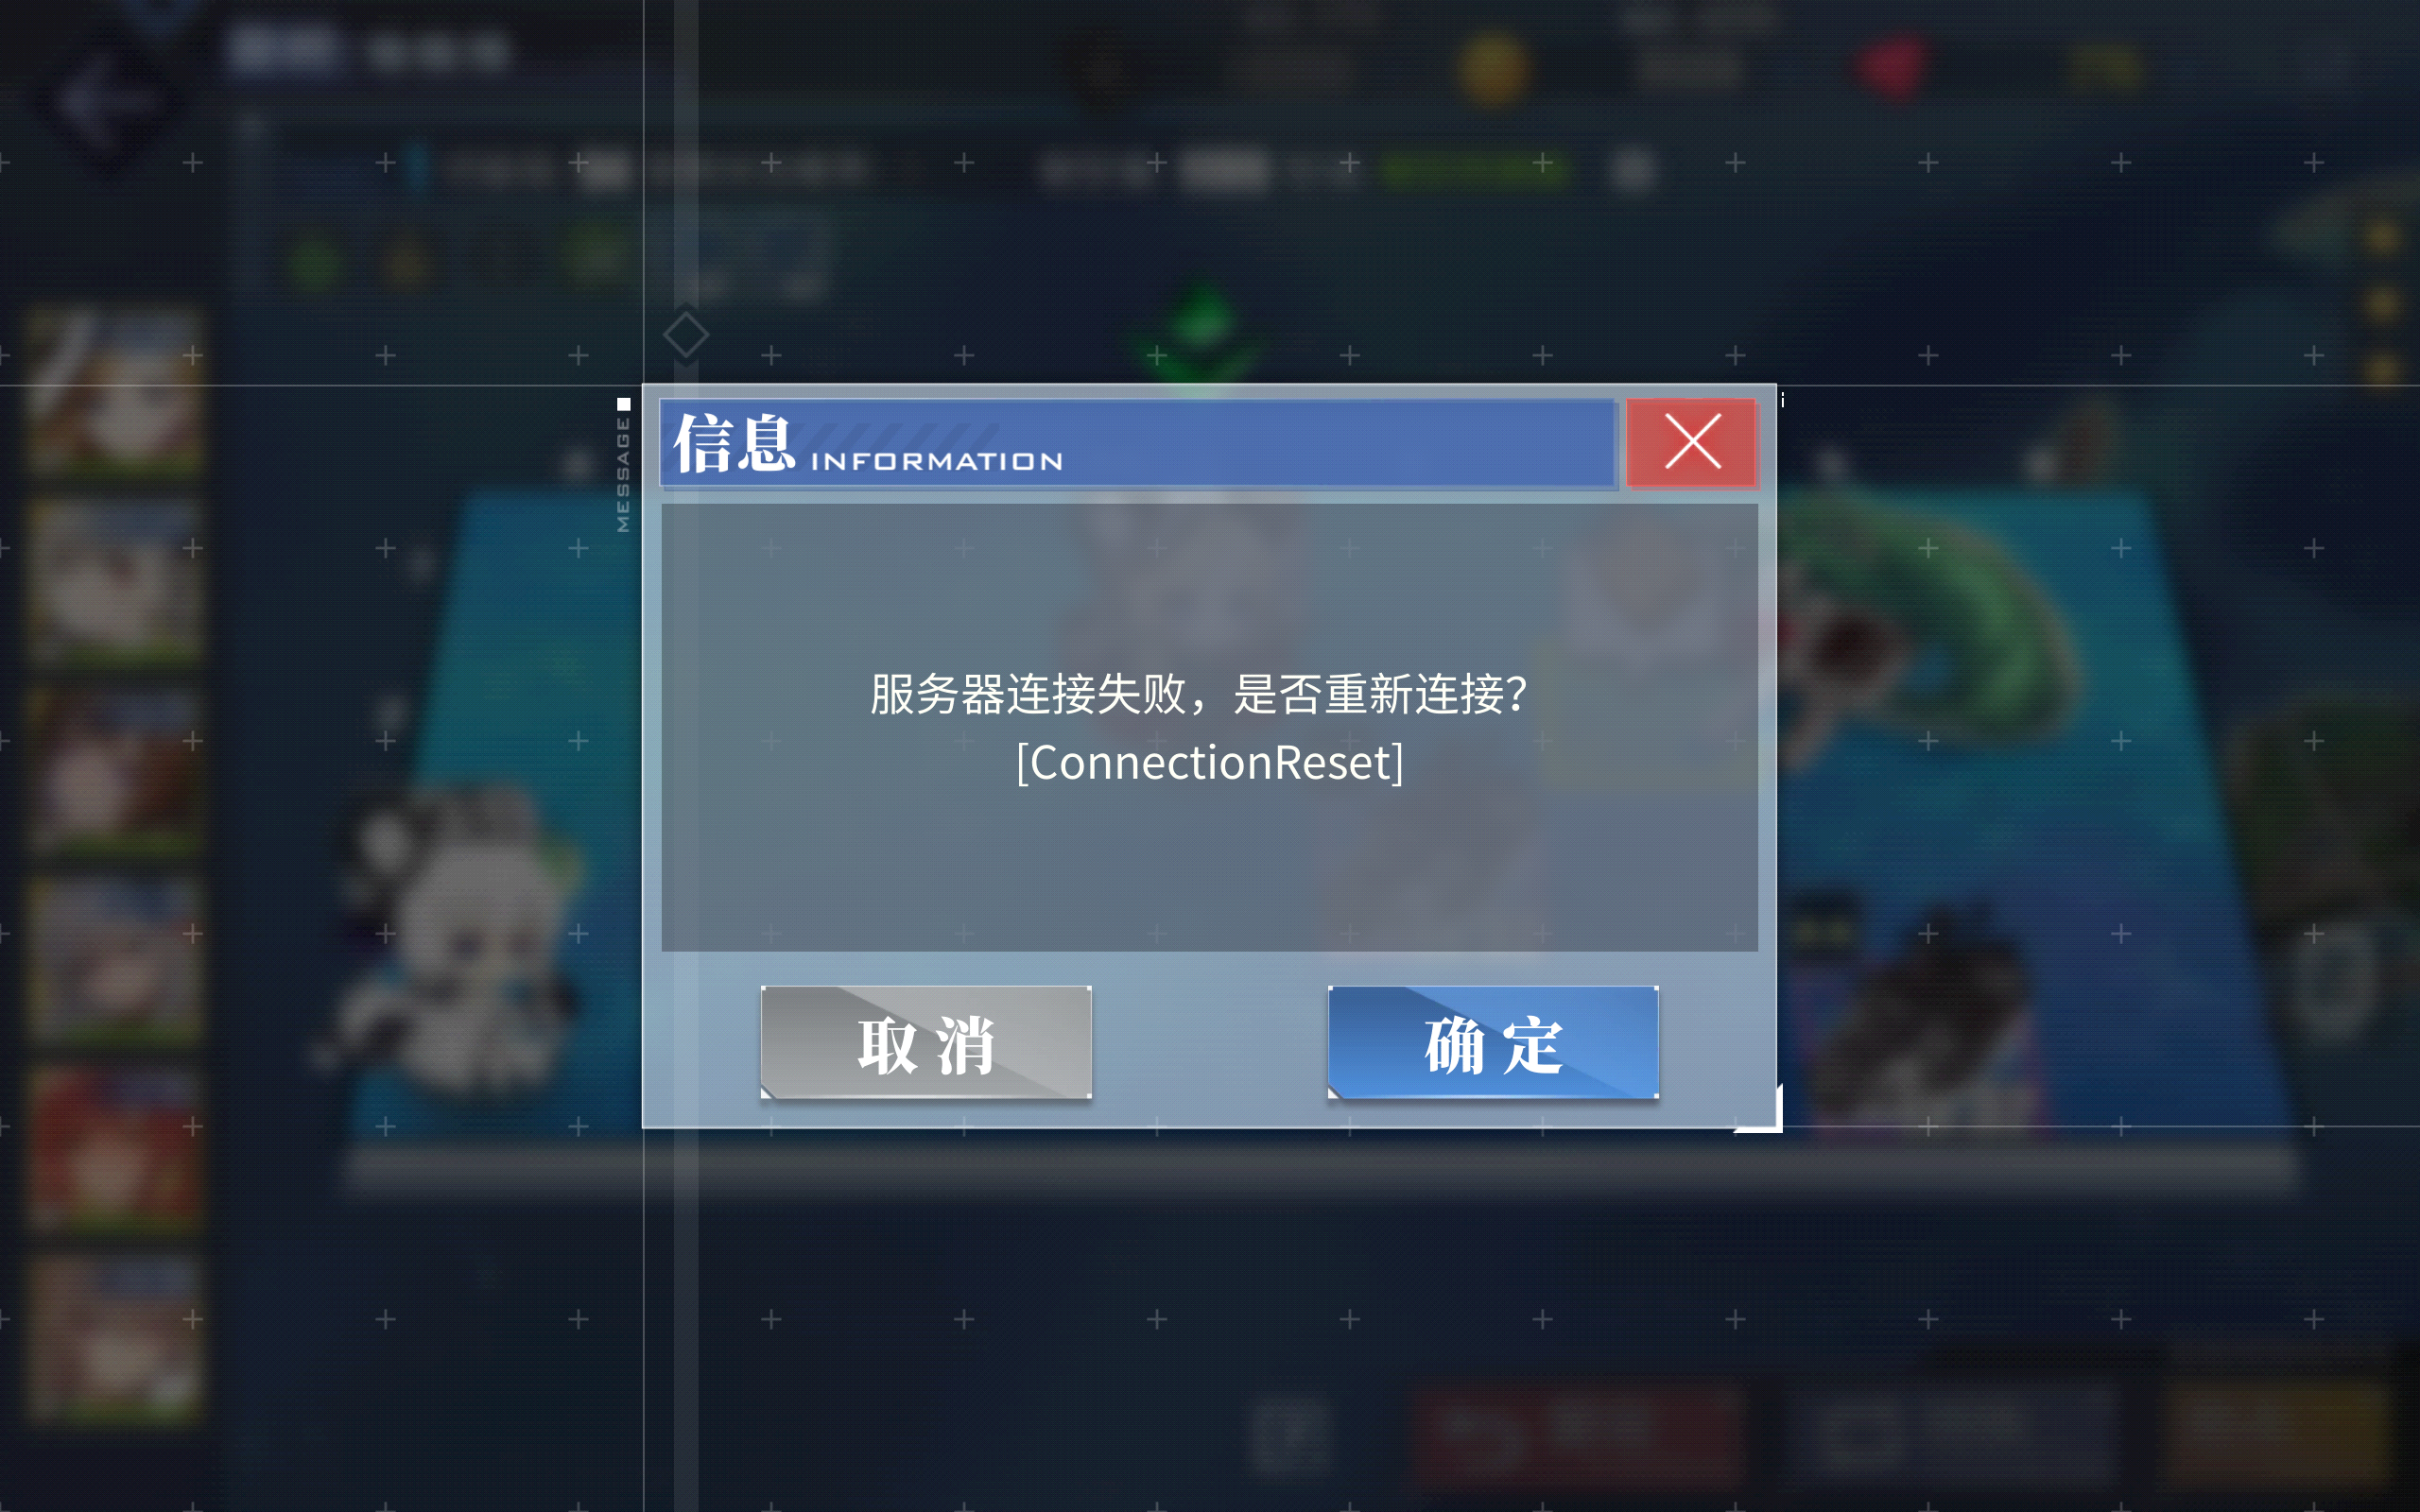 信息 INFORMATION
MESSAGE
服务器连接失败，是否重新连接？
[ConnectionReset]
取消
确定